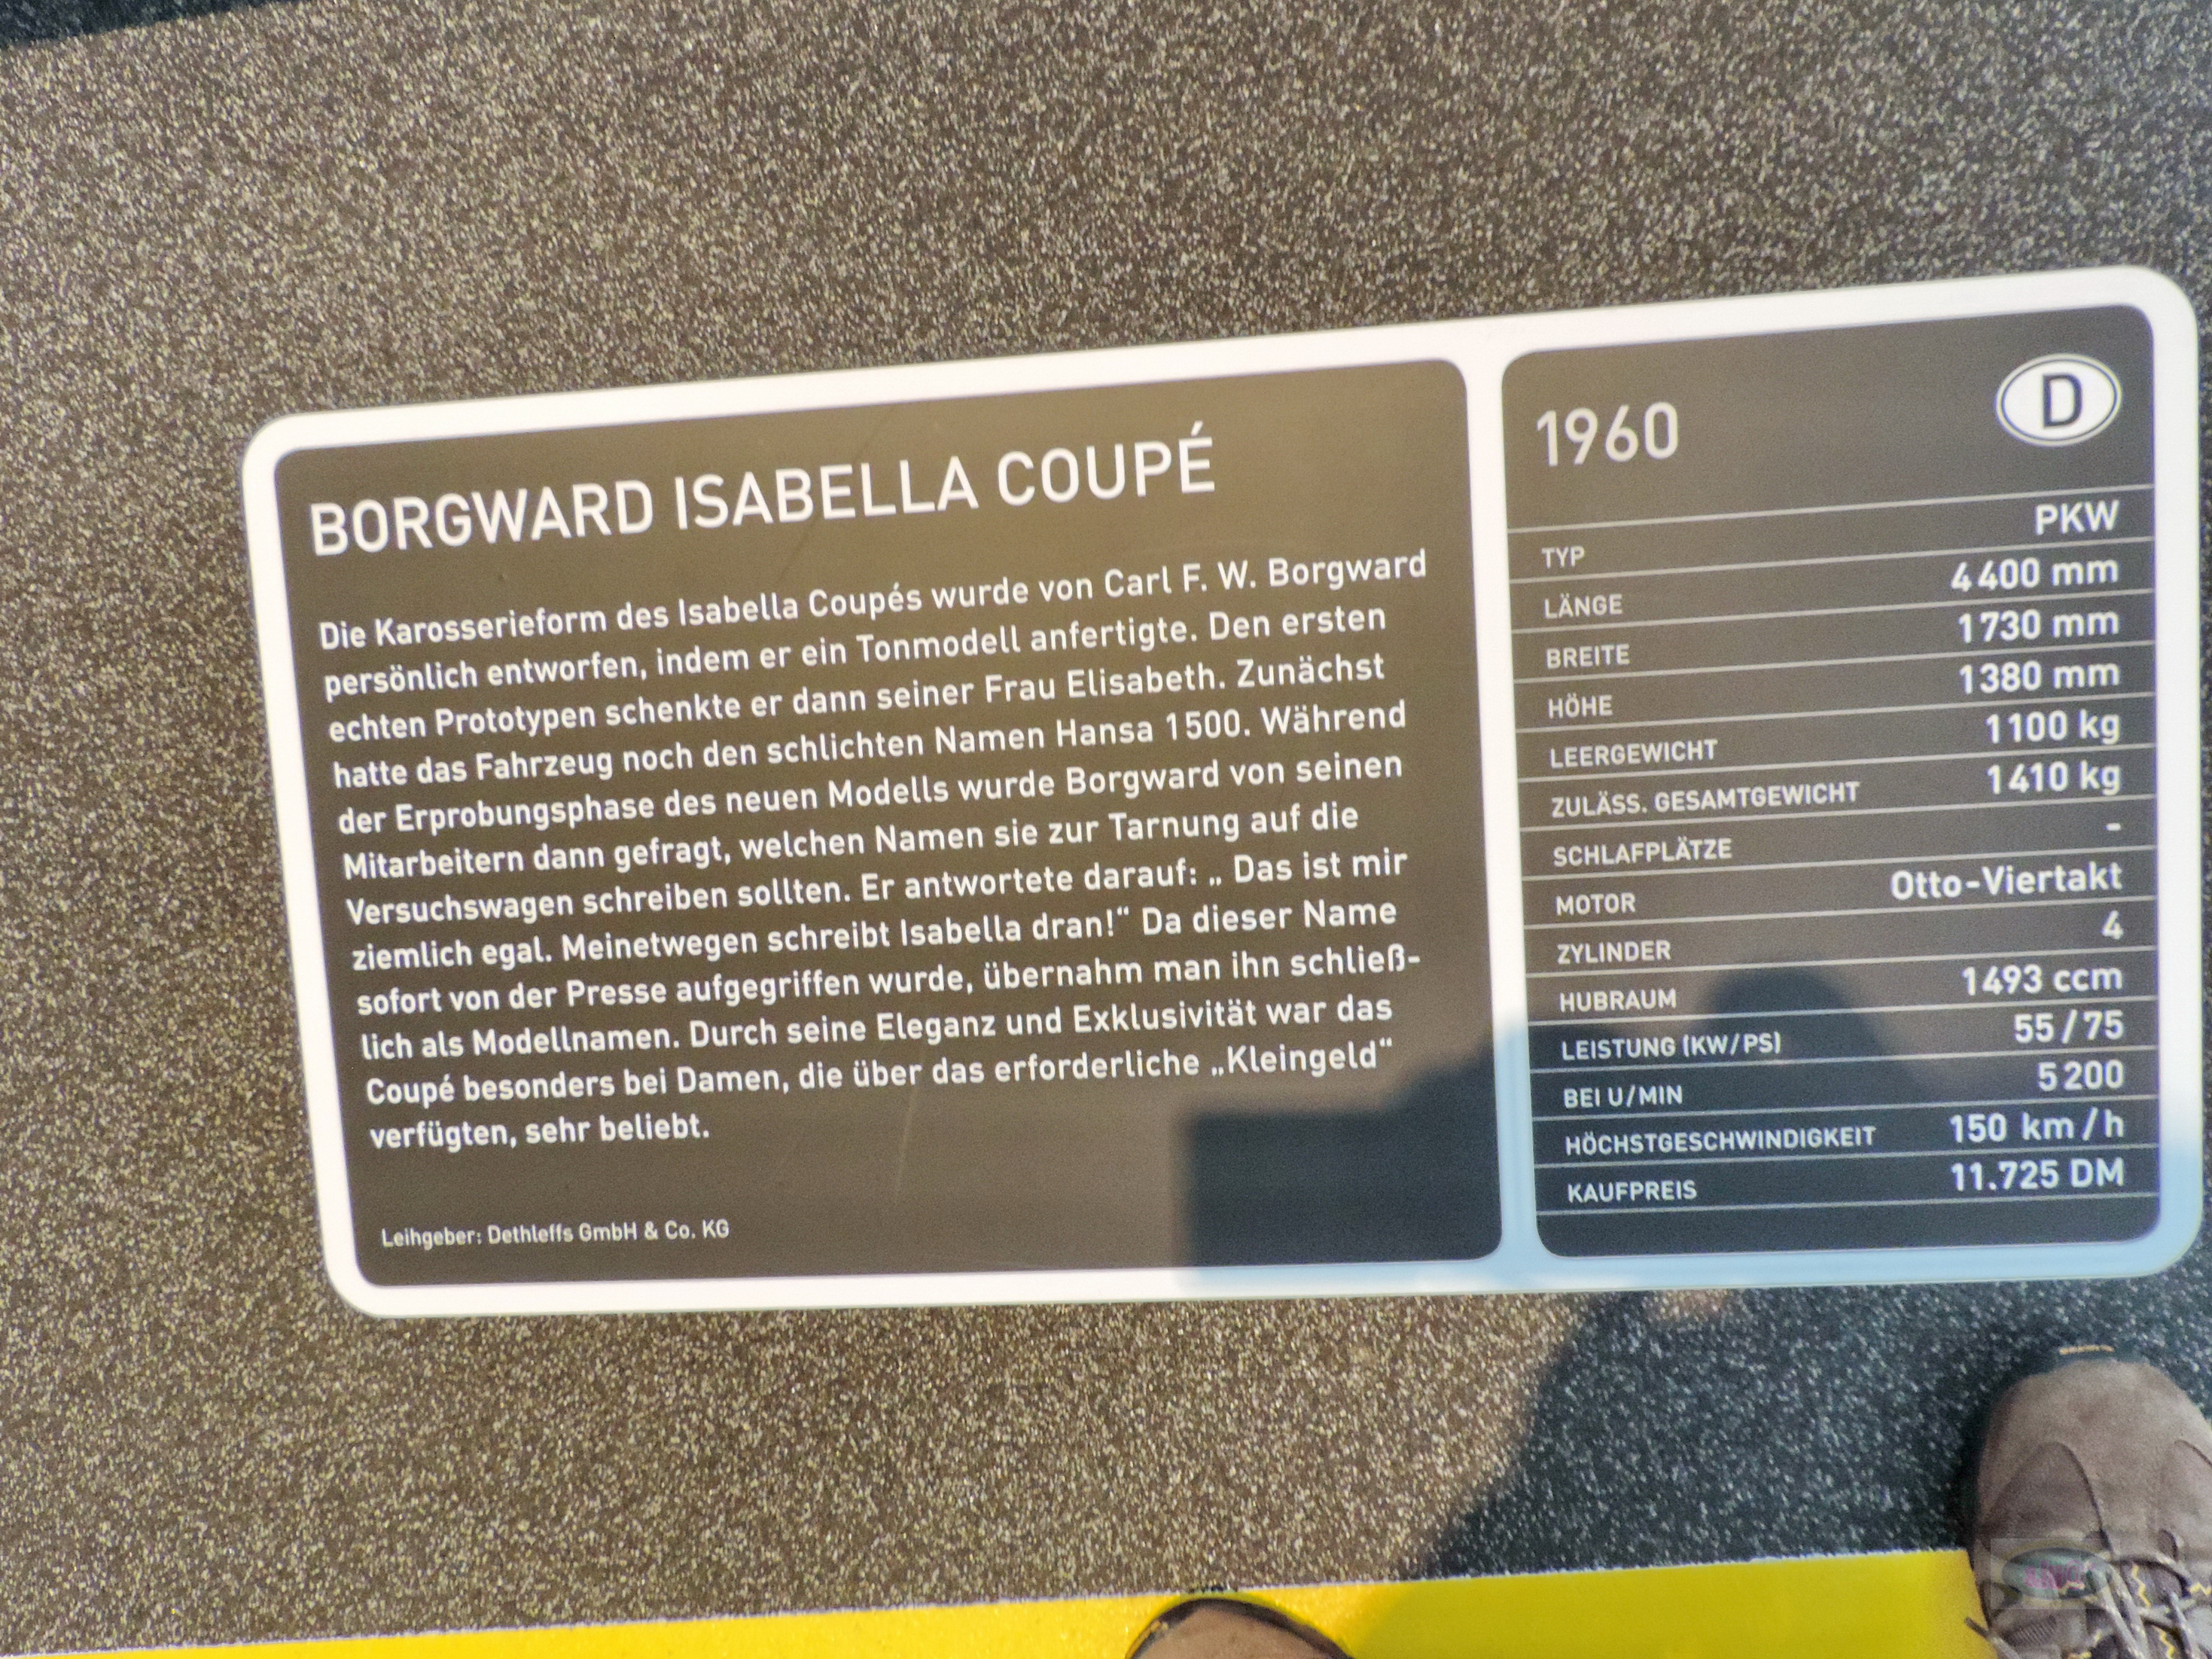 BORGWARD ISABELLA COUPÉ
Die Karosserieform des Isabella Coupés wurde von Carl F. W. Borgward
persönlich entworfen, indem er ein Tonmodell anfertigte. Den ersten
echten Prototypen schenkte er dann seiner Frau Elisabeth. Zunächst
hatte das Fahrzeug noch den schlichten Namen Hansa 1500. Während
der Erprobungsphase des neuen Modells wurde Borgward von seinen
Mitarbeitern dann gefragt, welchen Namen sie zur Tarnung auf die
Versuchswagen schreiben sollten. Er antwortete darauf: „ Das ist mir
ziemlich egal. Meinetwegen schreibt Isabella dran!“ Da dieser Name
sofort von der Presse aufgegriffen wurde, übernahm man ihn schließ-
lich als Modellnamen. Durch seine Eleganz und Exklusivität war das
Coupé besonders bei Damen, die über das erforderliche „Kleingeld“
verfügten, sehr beliebt.
Leihgeber: Dethleffs GmbH & Co. KG
1960 D
TYP PKW
LÄNGE 4400 mm
BREITE 1730 mm
HÖHE 1380 mm
LEERGEWICHT 1100 kg
ZULÄSS. GESAMTGEWICHT 1410 kg
SCHLAFPLÄTZE -
MOTOR Otto-Viertakt
ZYLINDER 4
HUBRAUM 1493 ccm
LEISTUNG (KW/PS) 55/75
BEI U/MIN 5200
HÖCHSTGESCHWINDIGKEIT 150 km/h
KAUFPREIS 11.725 DM